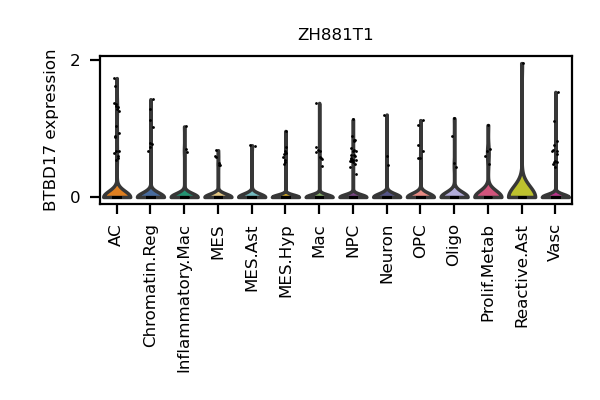 ZH881T1
BTBD17 expression
2
0
AC
Chromatin.Reg
Inflammatory.Mac
MES
MES.Ast
MES.Hyp
Mac
NPC
Neuron
OPC
Oligo
Prolif.Metab
Reactive.Ast
Vasc